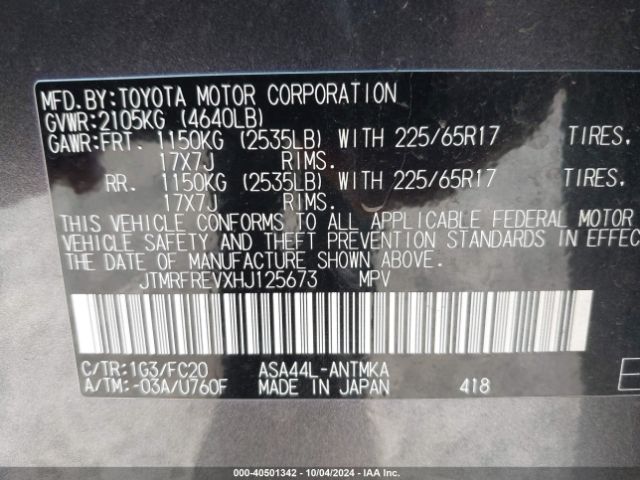 MFD.BY:TOYOTA MOTOR CORPORATION
GVWR:2105KG (4640LB)
GAWR:FRT. 1150KG (2535LB) WITH 225/65R17 TIRES,
17X7J RIMS.
RR. 1150KG (2535LB) WITH 225/65R17 TIRES,
17X7J RIMS.
THIS VEHICLE CONFORMS TO ALL APPLICABLE FEDERAL MOTOR
VEHICLE SAFETY AND THEFT PREVENTION STANDARDS IN EFFEC
THE DATE OF MANUFACTURE SHOWN ABOVE.
JTMRFREVXHJ125673 MPV
C/TR:1G3/FC20 ASA44L-ANTMKA
A/TM:-03A/U760F MADE IN JAPAN 418
000-40501342 | 10/04/2024 | IAA Inc.